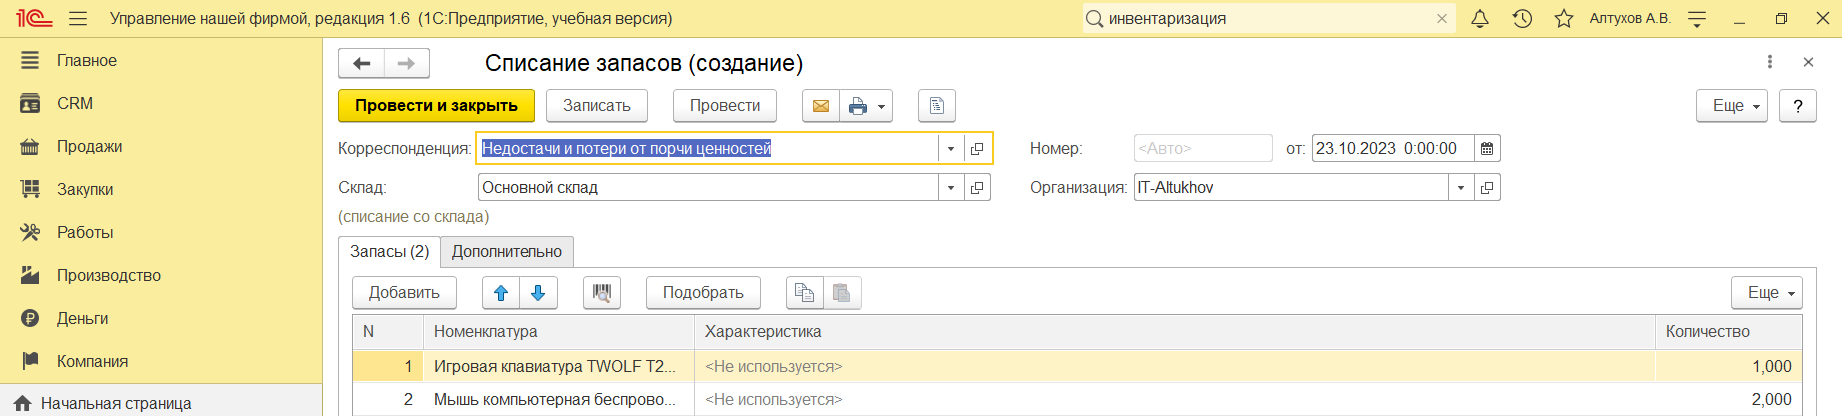 1С Управление нашей фирмой, редакция 1.6 (1С:Предприятие, учебная версия) инвентаризация Алтухов А.В.
Главное
CRM
Продажи
Закупки
Работы
Производство
Деньги
Компания
Начальная страница
Списание запасов (создание)
Провести и закрыть Записать Провести Еще ?
Корреспонденция: Недостачи и потери от порчи ценностей Номер: <Авто> от: 23.10.2023 0:00:00
Склад: Основной склад Организация: IT-Altukhov
(списание со склада)
Запасы (2) Дополнительно
Добавить Подобрать Еще
N Номенклатура Характеристика Количество
1 Игровая клавиатура TWOLF T2... <Не используется> 1,000
2 Мышь компьютерная беспрово... <Не используется> 2,000